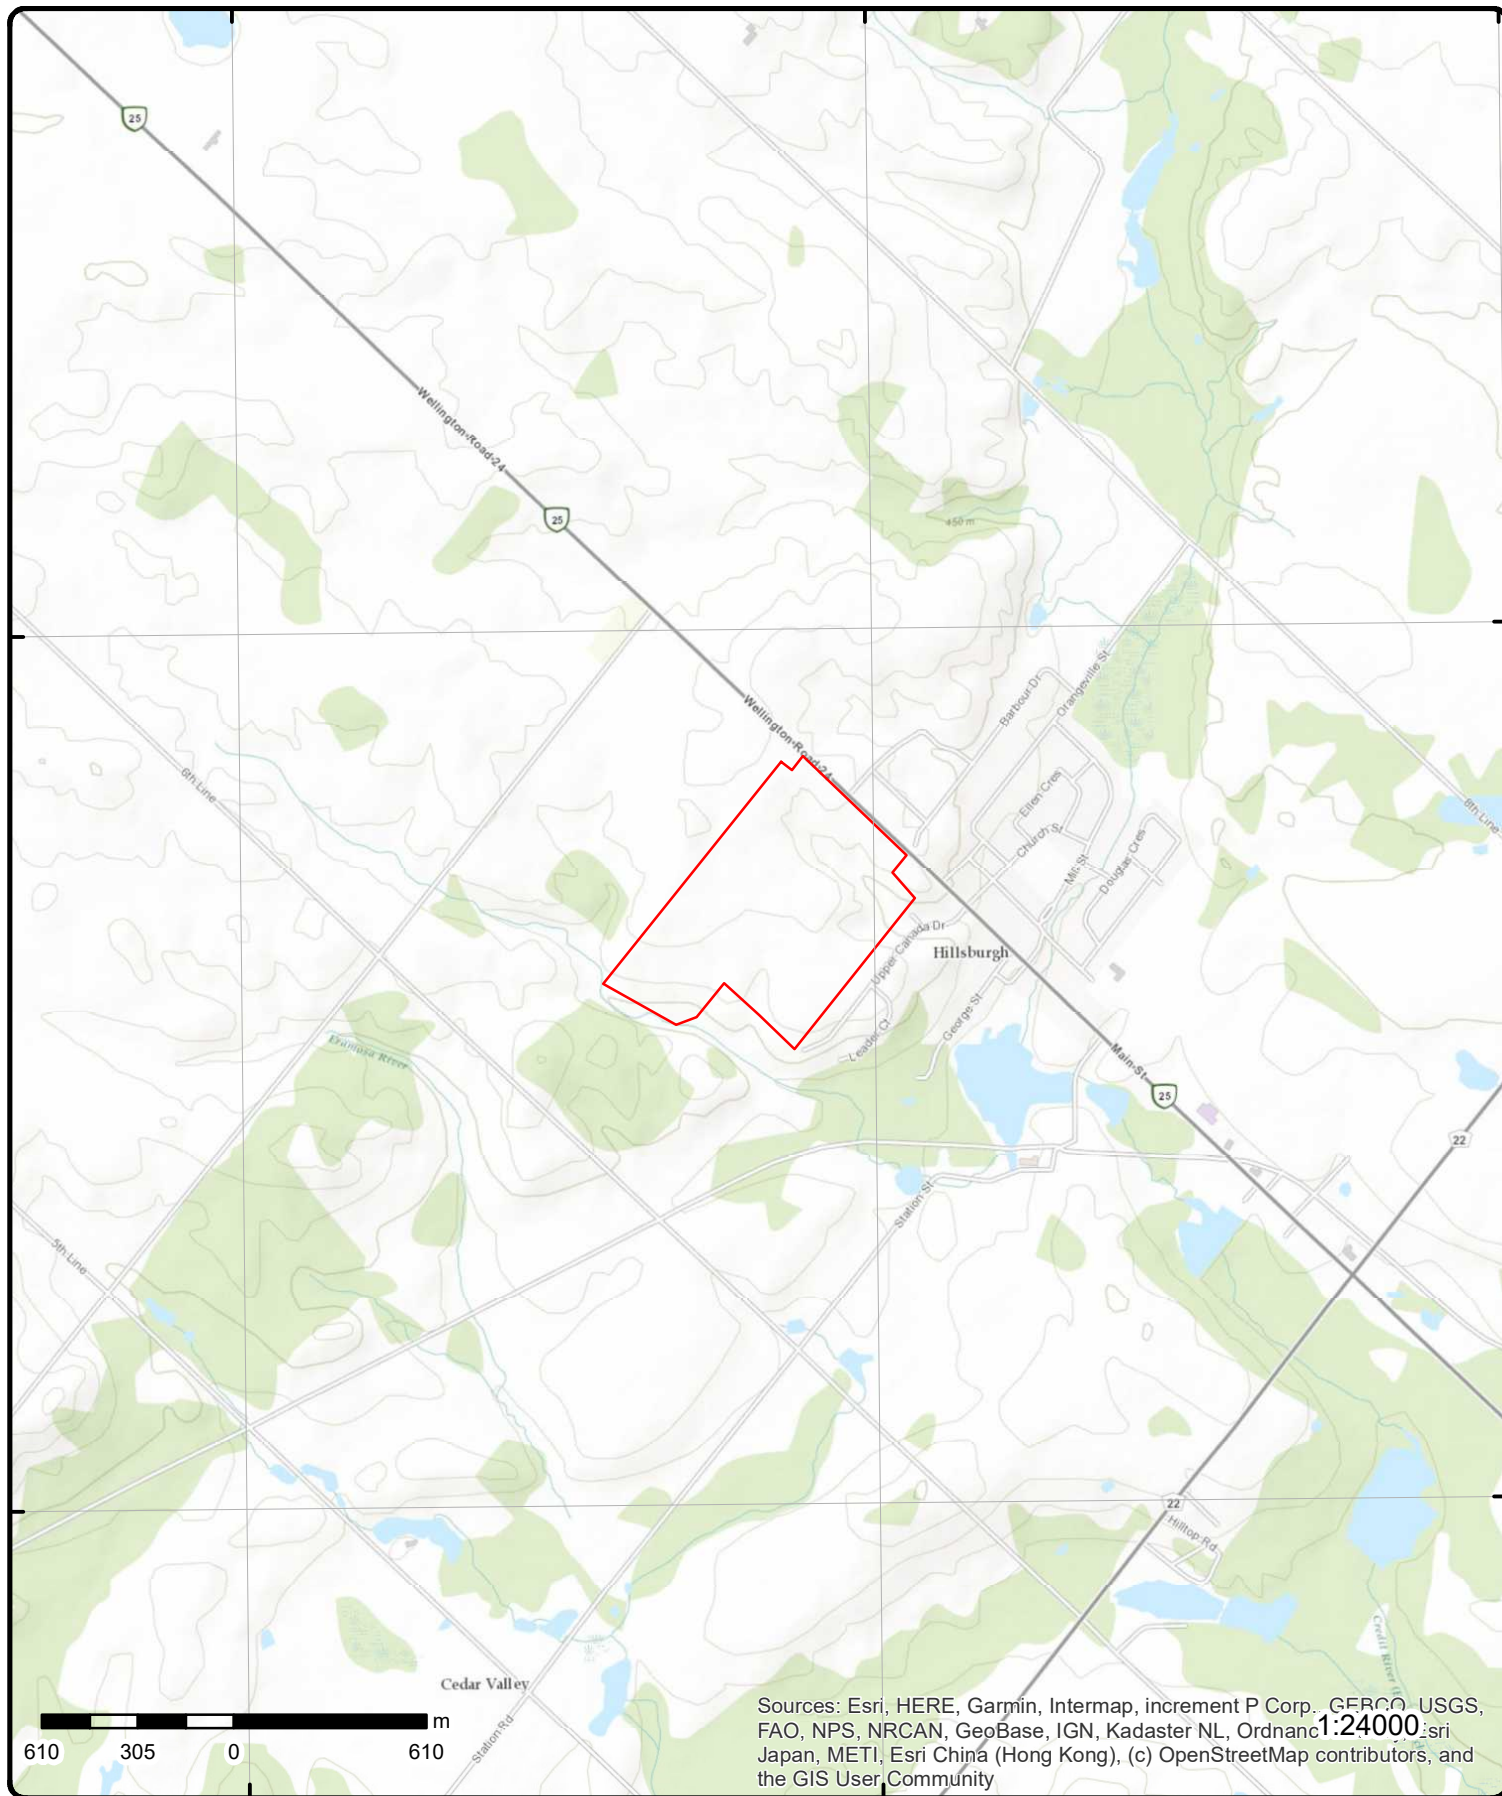 25
Wellington-Road-24
25
450 m
Barbour Dr
Orangeville St
Wellington-Road-24
6th Line
8th Line
Ellen Cres
Church St
Mill St
Douglas Cres
Upper Canada Dr
Hillsburgh
George St
Leader Ct
Eramosa River
Main-St
25
22
Station St
5th Line
22
Hilltop Rd
Cedar Valley
Station Rd
Credit River
m
610 305 0 610
Sources: Esri, HERE, Garmin, Intermap, increment P Corp., GEBCO, USGS,
FAO, NPS, NRCAN, GeoBase, IGN, Kadaster NL, Ordnanc Esri
1:24000
Japan, METI, Esri China (Hong Kong), (c) OpenStreetMap contributors, and
the GIS User Community